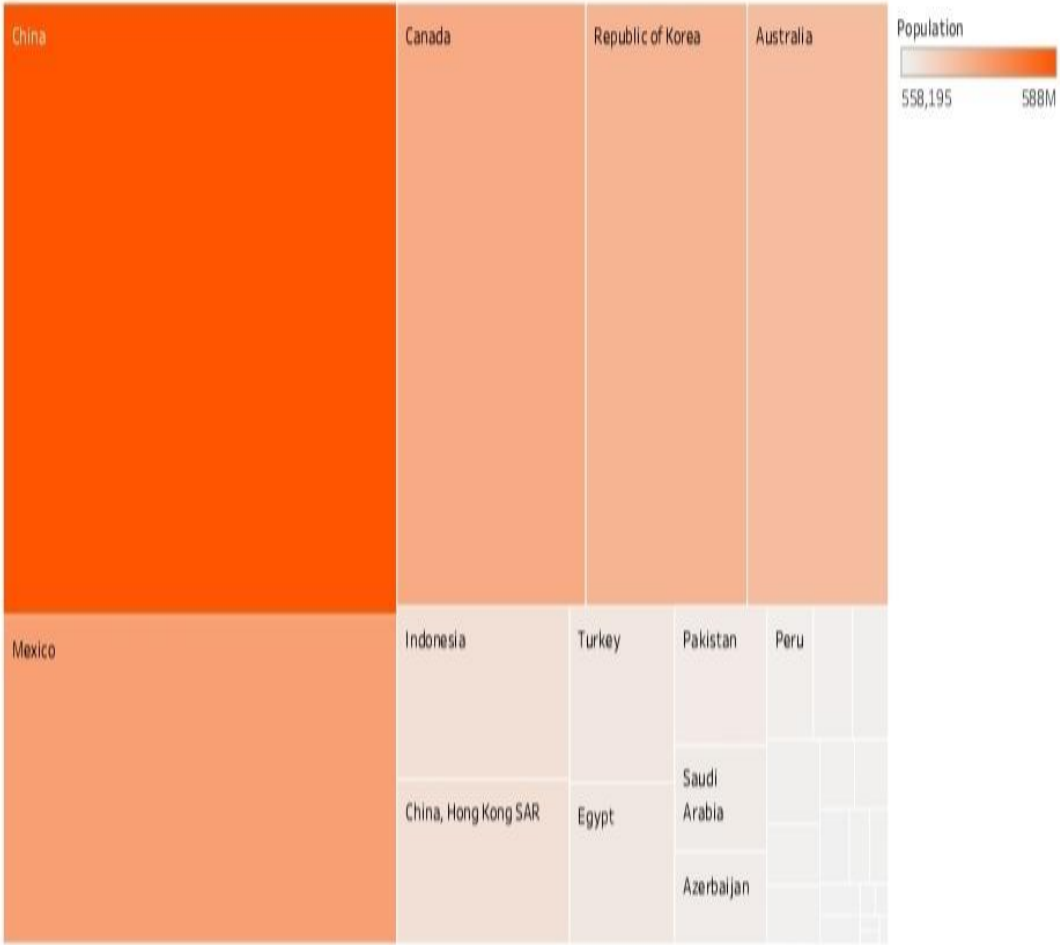 China
Canada
Republic of Korea
Australia
Population
558,195
588M
Mexico
Indonesia
Turkey
Pakistan
Peru
Saudi
Arabia
China, Hong Kong SAR
Egypt
Azerbaijan